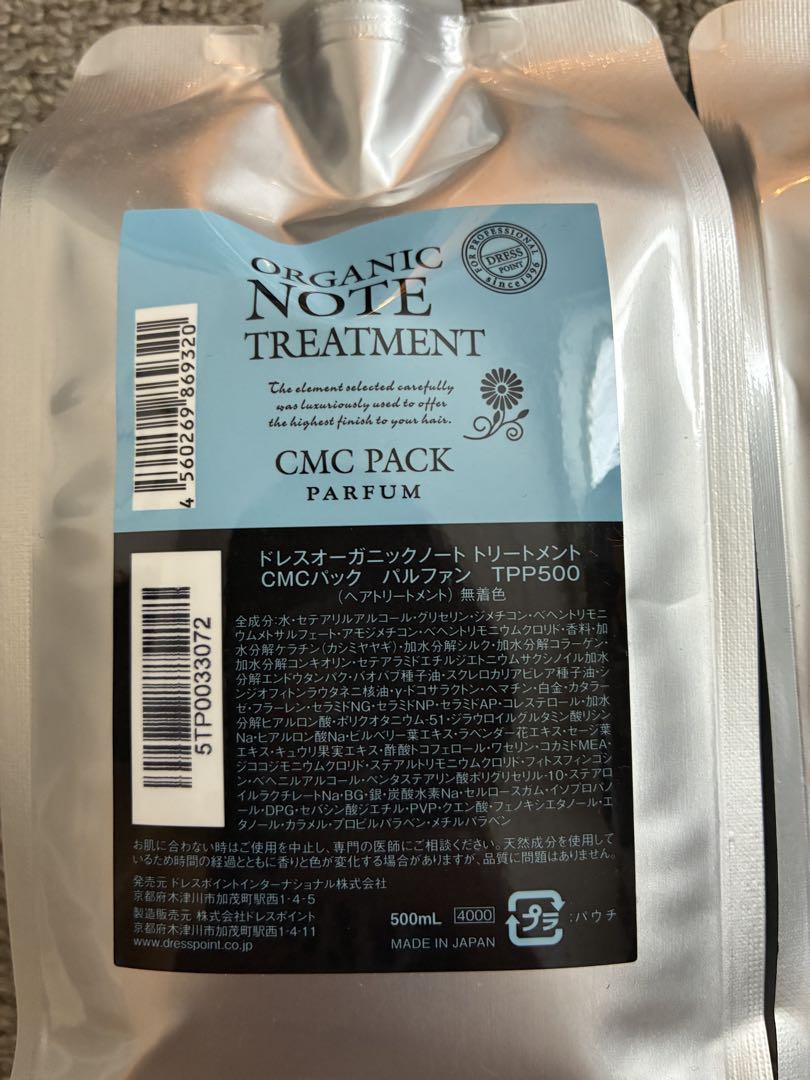 FOR PROFESSIONAL
DRESS
POINT
since1996
ORGANIC
NOTE
TREATMENT
The element selected carefully
was luxuriously used to offer
the highest finish to your hair.
CMC PACK
PARFUM
4 560269 869320
5TP0033072
ドレスオーガニックノート トリートメント
CMCパック パルファン TPP500
(ヘアトリートメント) 無着色
全成分:水・セテアリルアルコール・グリセリン・ジメチコン・ベヘントリモニ
ウムメトサルフェート・アモジメチコン・ベヘントリモニウムクロリド・香料・加
水分解ケラチン(カシミヤヤギ)・加水分解シルク・加水分解コラーゲン・
加水分解コンキオリン・セテアラミドエチルジエトニウムサクシノイル加水
分解エンドウタンパク・バオバブ種子油・スクレロカリアビレア種子油・シ
ンジオフィトンラウタネニ核油・γ-ドコサラクトン・ヘマチン・白金・カタラー
ゼ・フラーレン・セラミドNG・セラミドNP・セラミドAP・コレステロール・加水
分解ヒアルロン酸・ポリクオタニウム-51・ジラウロイルグルタミン酸リシン
Na・ヒアルロン酸Na・ビルベリー葉エキス・ラベンダー花エキス・セージ葉
エキス・キュウリ果実エキス・酢酸トコフェロール・ワセリン・コカミドMEA・
ジココジモニウムクロリド・ステアルトリモニウムクロリド・フィトスフィンゴシ
ン・ベヘニルアルコール・ペンタステアリン酸ポリグリセリル-10・ステアロ
イルラクチレートNa・BG・銀・炭酸水素Na・セルロースガム・イソプロパノ
ール・DPG・セバシン酸ジエチル・PVP・クエン酸・フェノキシエタノール・エ
タノール・カラメル・プロピルパラベン・メチルパラベン
お肌に合わない時はご使用を中止し、専門の医師にご相談ください。天然成分を使用して
いるため時間の経過とともに香りと色が変化する場合がありますが、品質に問題はありません。
発売元 ドレスポイントインターナショナル株式会社
京都府木津川市加茂町駅西1-4-5
製造販売元 株式会社ドレスポイント
京都府木津川市加茂町駅西1-4-11
www.dresspoint.co.jp
500mL 4000
MADE IN JAPAN
プラ :パウチ